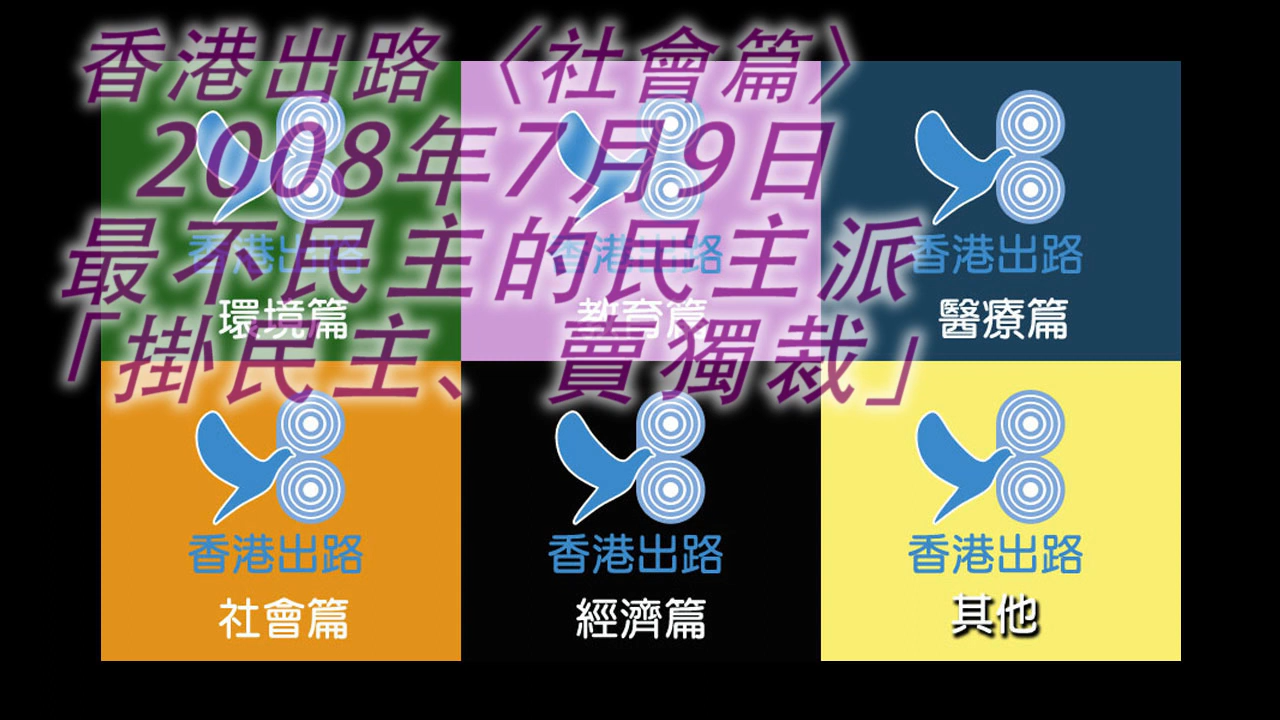 香港出路〈社會篇〉
2008年7月9日
最不民主的民主派
「掛民主、賣獨裁」
香港出路 香港出路 香港出路
環境篇 教育篇 醫療篇
香港出路 香港出路 香港出路
社會篇 經濟篇 其他